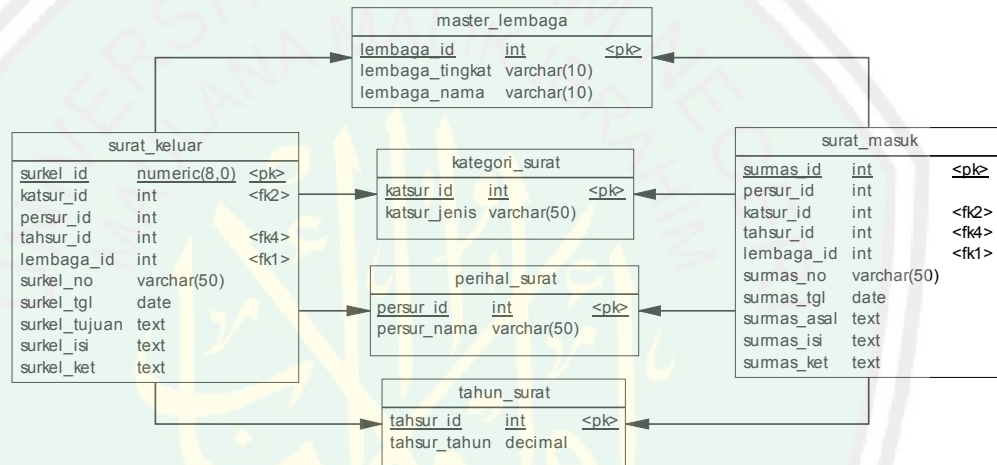 master_lembaga
lembaga_id int <pk>
lembaga_tingkat varchar(10)
lembaga_nama varchar(10)
surat_keluar
surkel_id numeric(8,0) <pk>
katsur_id int <fk2>
persur_id int
tahsur_id int <fk4>
lembaga_id int <fk1>
surkel_no varchar(50)
surkel_tgl date
surkel_tujuan text
surkel_isi text
surkel_ket text
kategori_surat
katsur_id int <pk>
katsur_jenis varchar(50)
perihal_surat
persur_id int <pk>
persur_nama varchar(50)
tahun_surat
tahsur_id int <pk>
tahsur_tahun decimal
surat_masuk
surmas_id int <pk>
persur_id int
katsur_id int <fk2>
tahsur_id int <fk4>
lembaga_id int <fk1>
surmas_no varchar(50)
surmas_tgl date
surmas_asal text
surmas_isi text
surmas_ket text